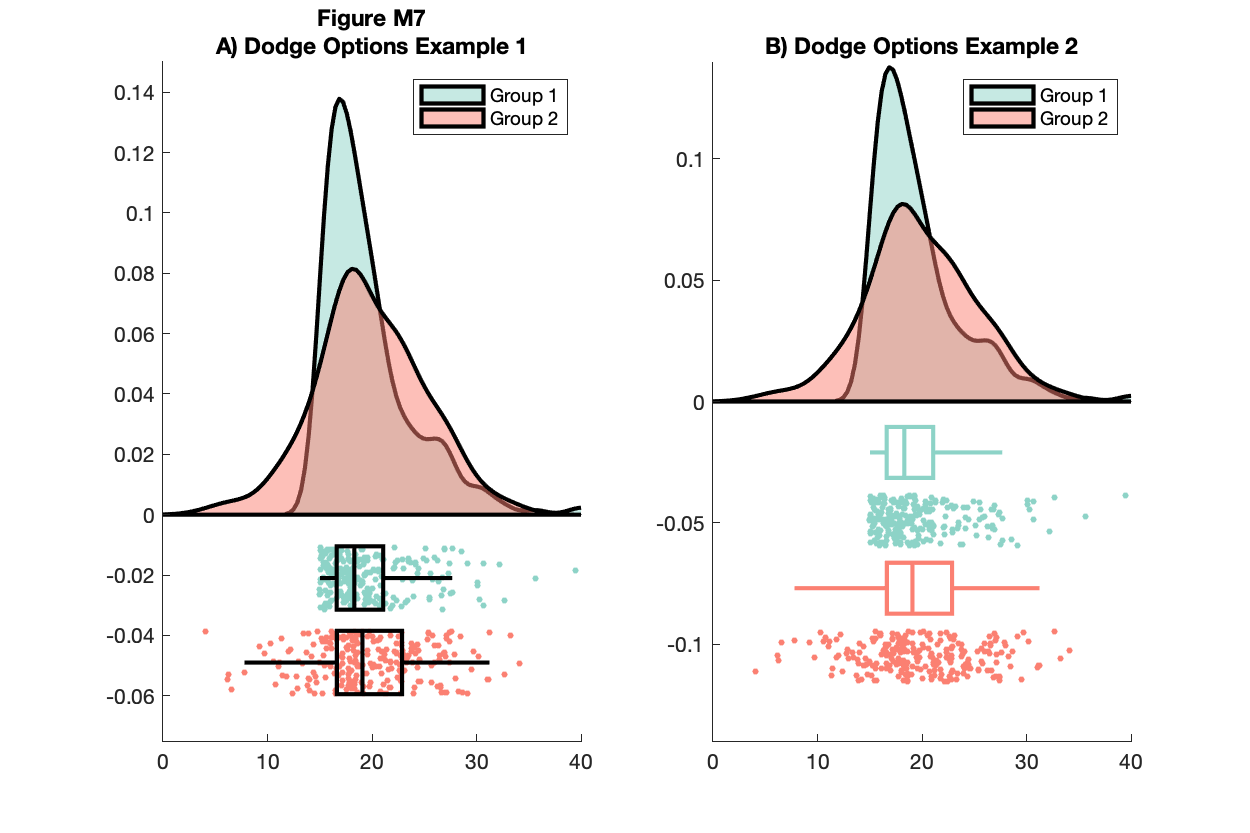 Figure M7
A) Dodge Options Example 1
0.14
0.12
0.1
0.08
0.06
0.04
0.02
0
-0.02
-0.04
-0.06
0 10 20 30 40
Group 1
Group 2
B) Dodge Options Example 2
0.1
0.05
0
-0.05
-0.1
0 10 20 30 40
Group 1
Group 2